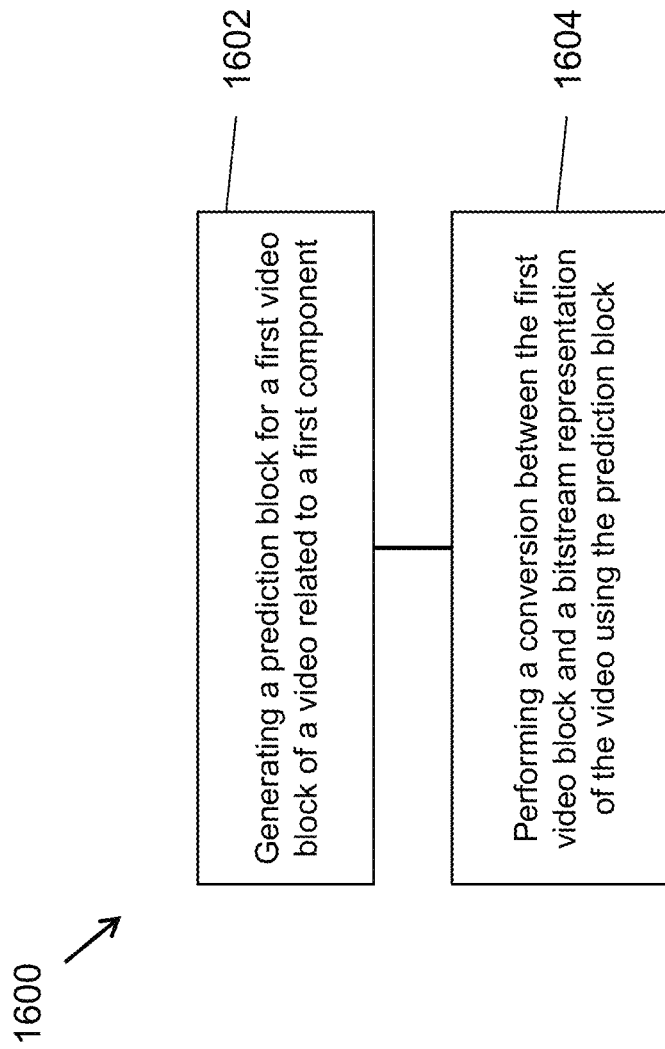 1600
Generating a prediction block for a first video
block of a video related to a first component
1602
Performing a conversion between the first
video block and a bitstream representation
of the video using the prediction block
1604